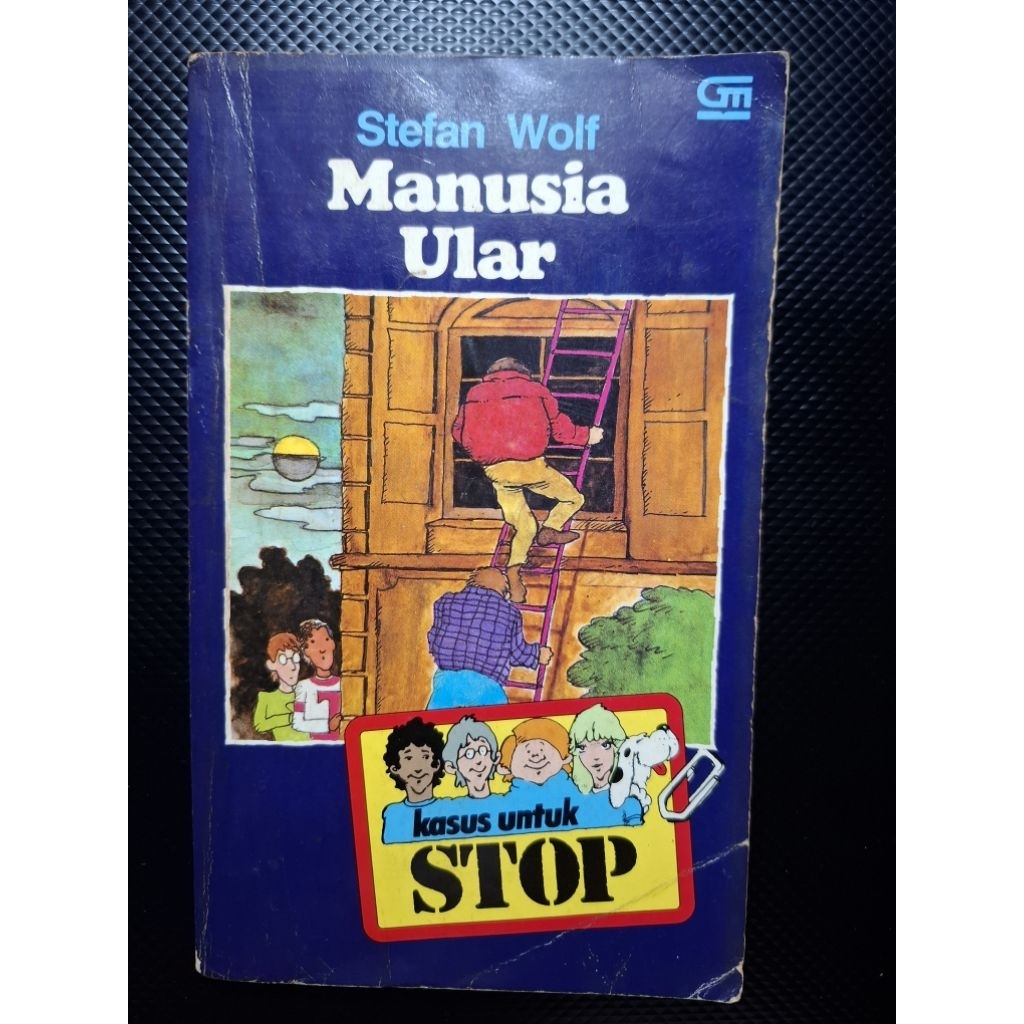 GM
Stefan Wolf
Manusia
Ular
kasus untuk
STOP